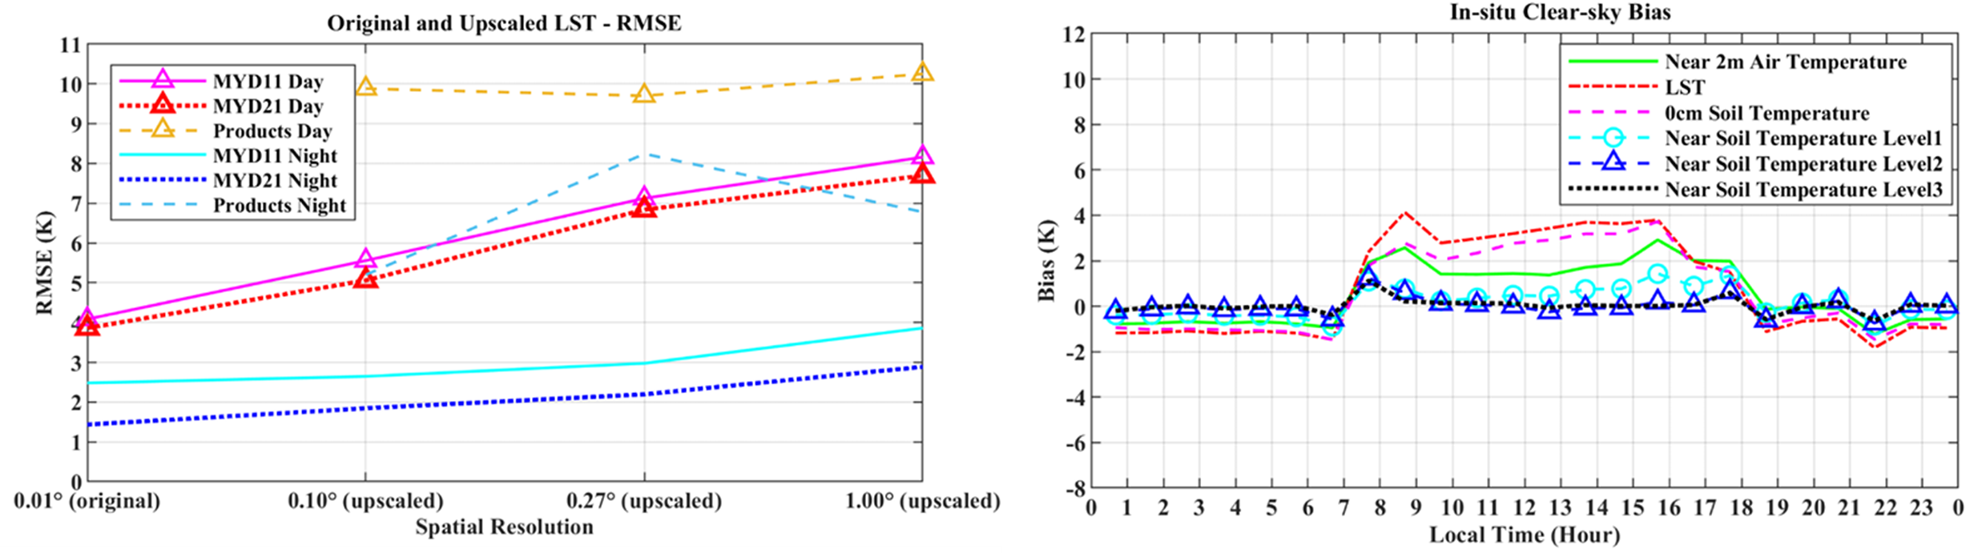 Original and Upscaled LST - RMSE
11
10
9
8
7
6
5
4
3
2
1
0
RMSE (K)
MYD11 Day
MYD21 Day
Products Day
MYD11 Night
MYD21 Night
Products Night
0.01° (original) 0.10° (upscaled) 0.27° (upscaled) 1.00° (upscaled)
Spatial Resolution
In-situ Clear-sky Bias
12
10
8
6
4
2
0
-2
-4
-6
-8
Bias (K)
Near 2m Air Temperature
LST
0cm Soil Temperature
Near Soil Temperature Level1
Near Soil Temperature Level2
Near Soil Temperature Level3
0 1 2 3 4 5 6 7 8 9 10 11 12 13 14 15 16 17 18 19 20 21 22 23 0
Local Time (Hour)